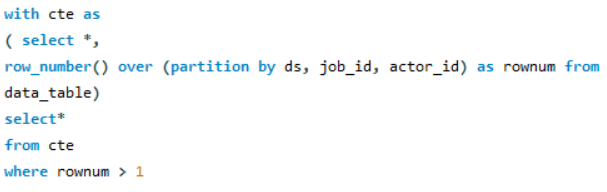 with cte as
( select *,
row_number() over (partition by ds, job_id, actor_id) as rownum from
data_table)
select*
from cte
where rownum > 1